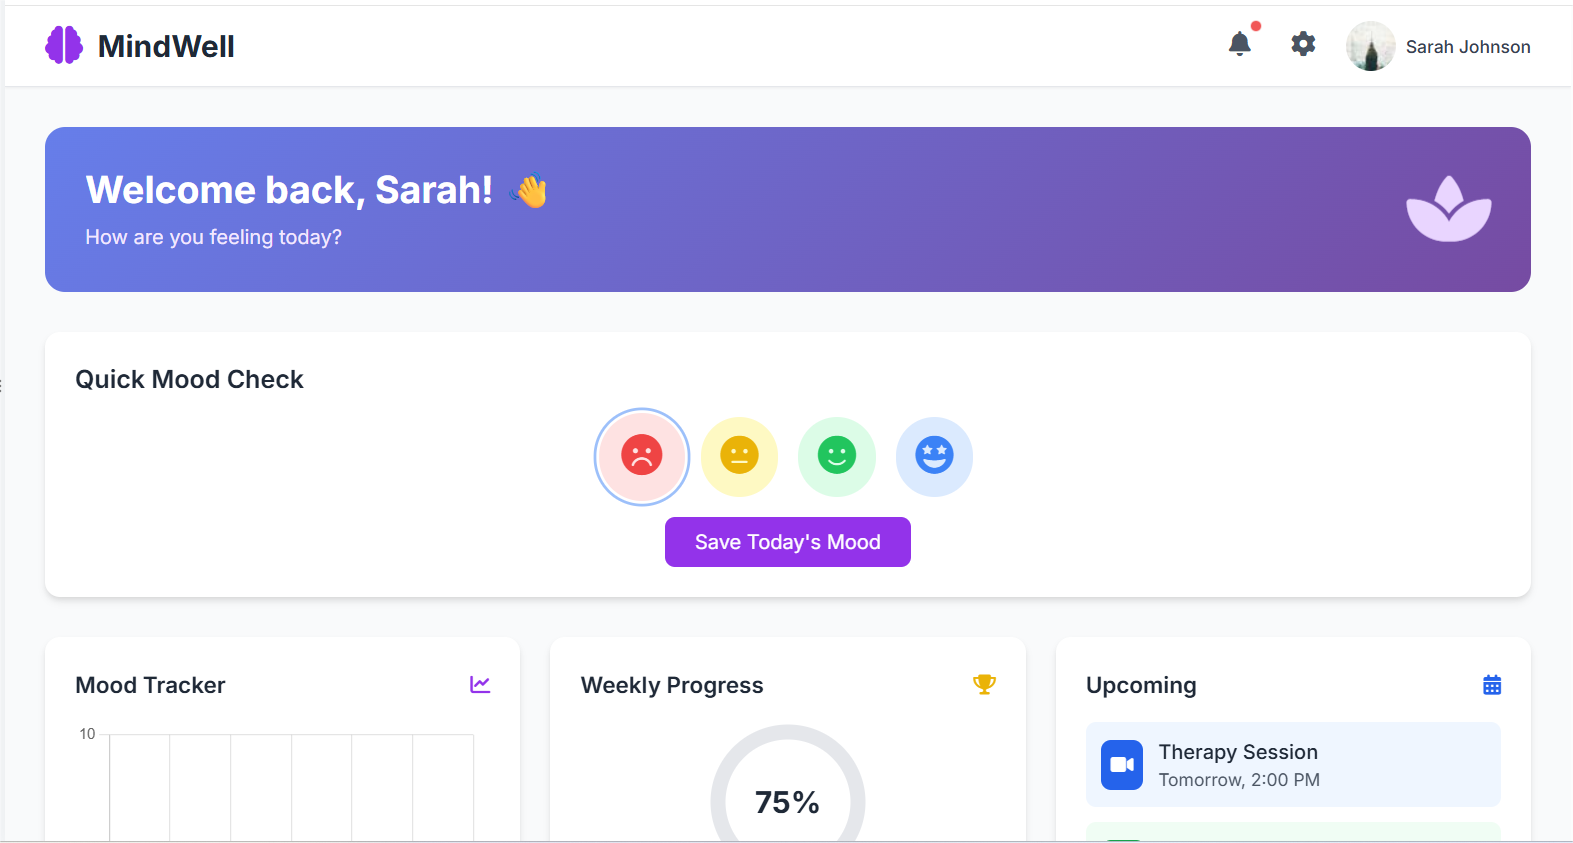 MindWell
Sarah Johnson
Welcome back, Sarah! 👋
How are you feeling today?
Quick Mood Check
Save Today's Mood
Mood Tracker
10
Weekly Progress
75%
Upcoming
Therapy Session
Tomorrow, 2:00 PM